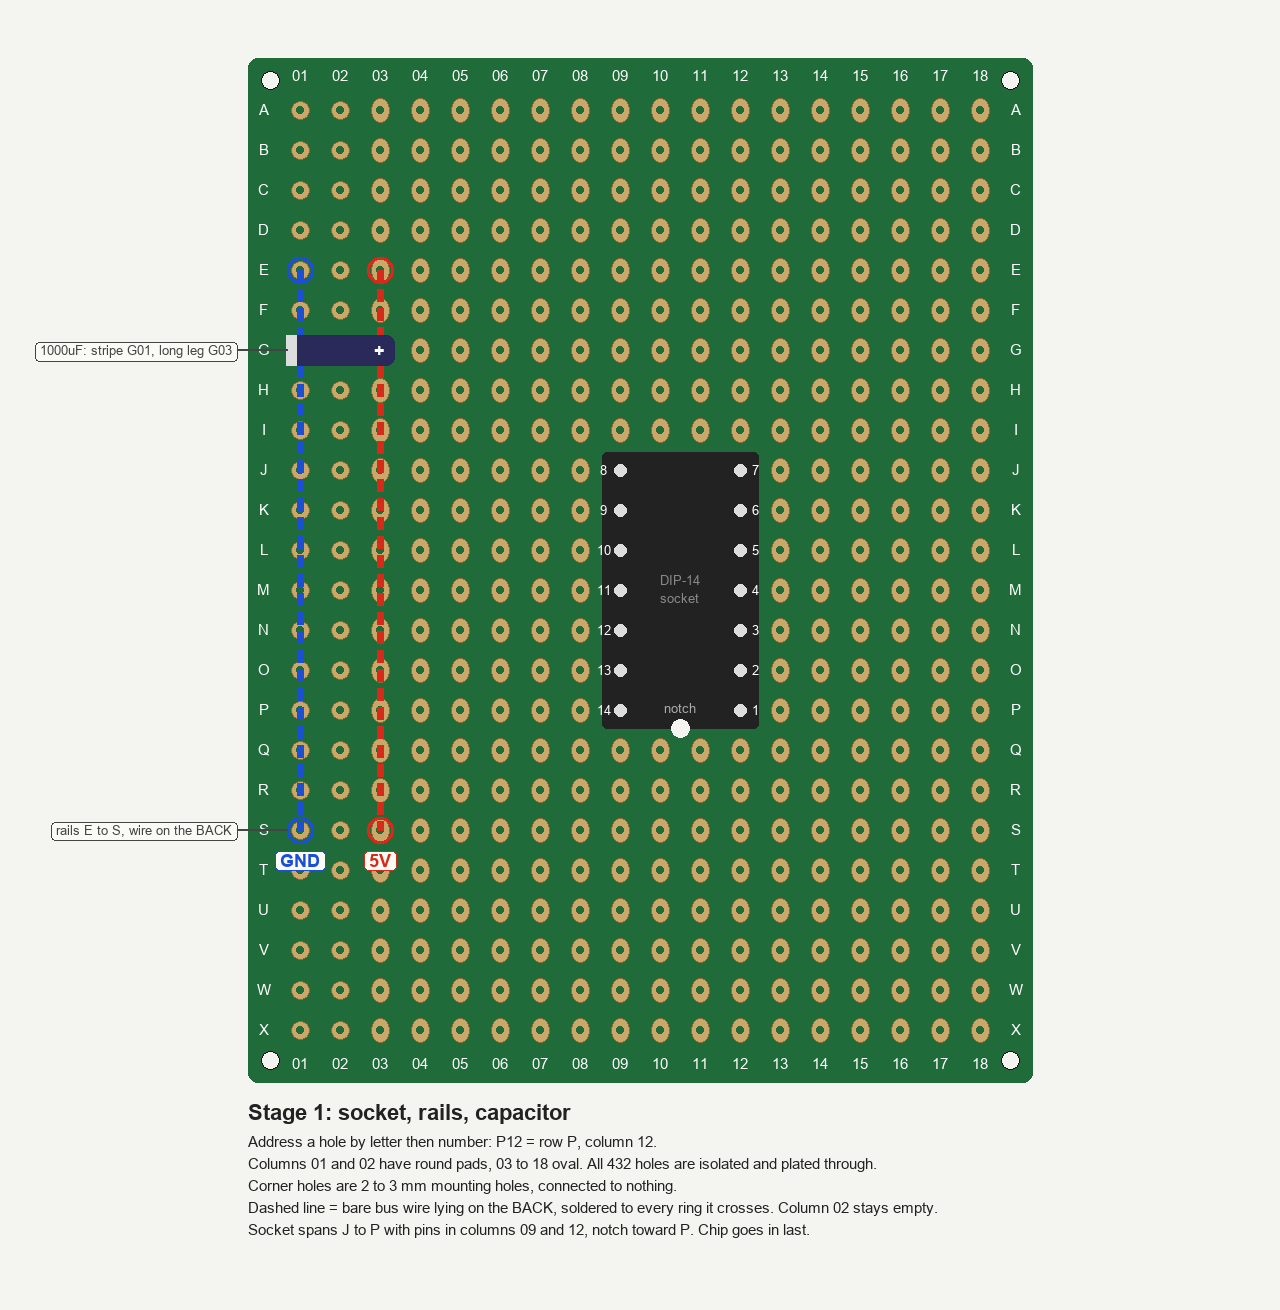 01 02 03 04 05 06 07 08 09 10 11 12 13 14 15 16 17 18
A A
B B
C C
D D
E E
F F
1000uF: stripe G01, long leg G03 G + G
H H
I I
J 8 7 J
K 9 6 K
L 10 5 L
M 11 DIP-14 4 M
socket
N 12 3 N
O 13 2 O
P 14 notch 1 P
Q Q
R R
rails E to S, wire on the BACK S S
GND 5V
T T
U U
V V
W W
X X
01 02 03 04 05 06 07 08 09 10 11 12 13 14 15 16 17 18
Stage 1: socket, rails, capacitor
Address a hole by letter then number: P12 = row P, column 12.
Columns 01 and 02 have round pads, 03 to 18 oval. All 432 holes are isolated and plated through.
Corner holes are 2 to 3 mm mounting holes, connected to nothing.
Dashed line = bare bus wire lying on the BACK, soldered to every ring it crosses. Column 02 stays empty.
Socket spans J to P with pins in columns 09 and 12, notch toward P. Chip goes in last.